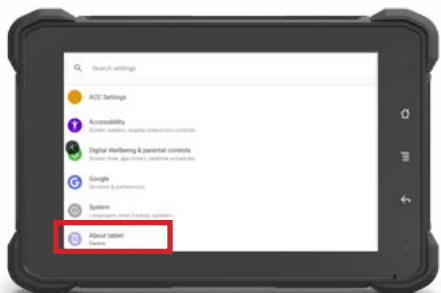 Search settings
ACC Settings
Accessibility
Screen readers, display, interaction controls
Digital Wellbeing & parental controls
Screen time, app timers, bedtime schedules
Google
Services & preferences
System
Languages, time, backup, updates
About tablet
Device